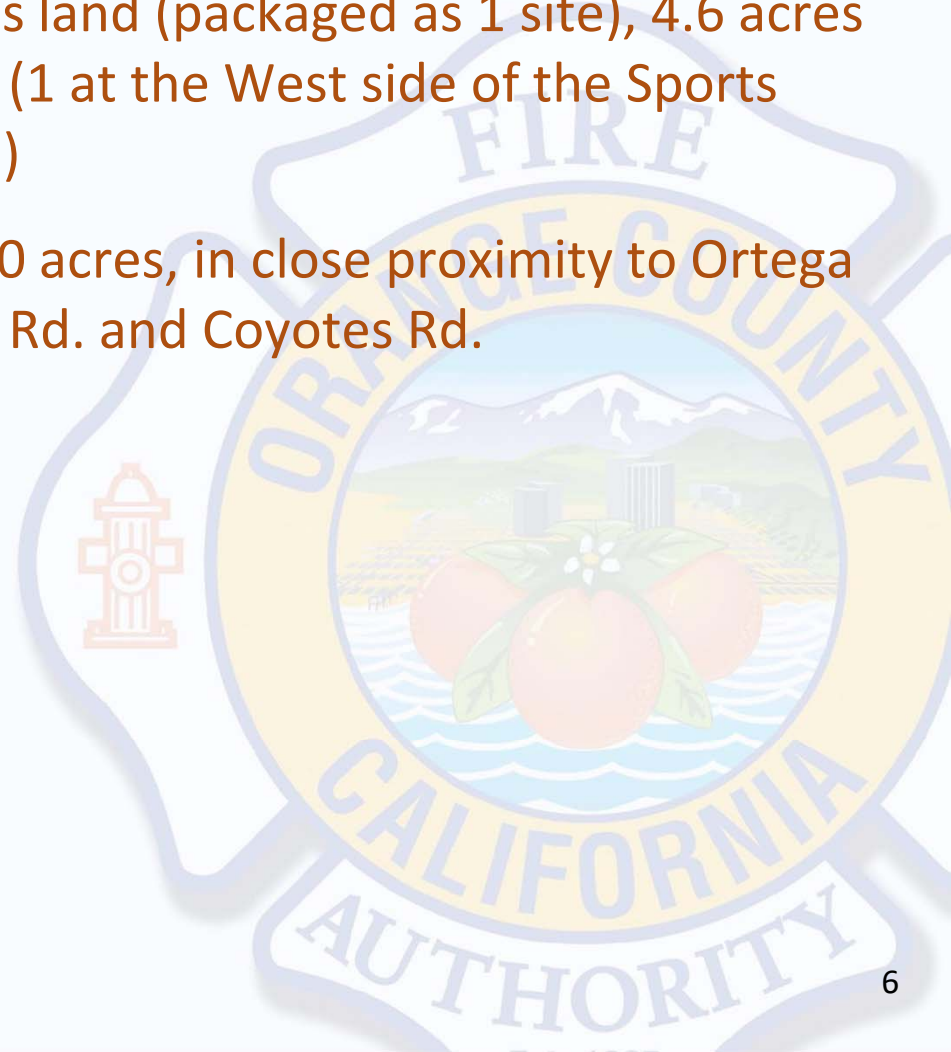 s land (packaged as 1 site), 4.6 acres
(1 at the West side of the Sports
)
0 acres, in close proximity to Ortega
Rd. and Coyotes Rd.
FIRE
ORANGE COUNTY
CALIFORNIA
AUTHORITY
6